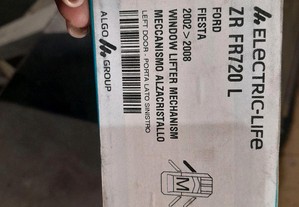 ELECTRIC-LIFE
ZR FR720 L
FORD
FIESTA
2002 > 2008
WINDOW LIFTER MECHANISM
MECCANISMO ALZACRISTALLO
LEFT DOOR - PORTA LATO SINISTRO
ALGO GROUP
M